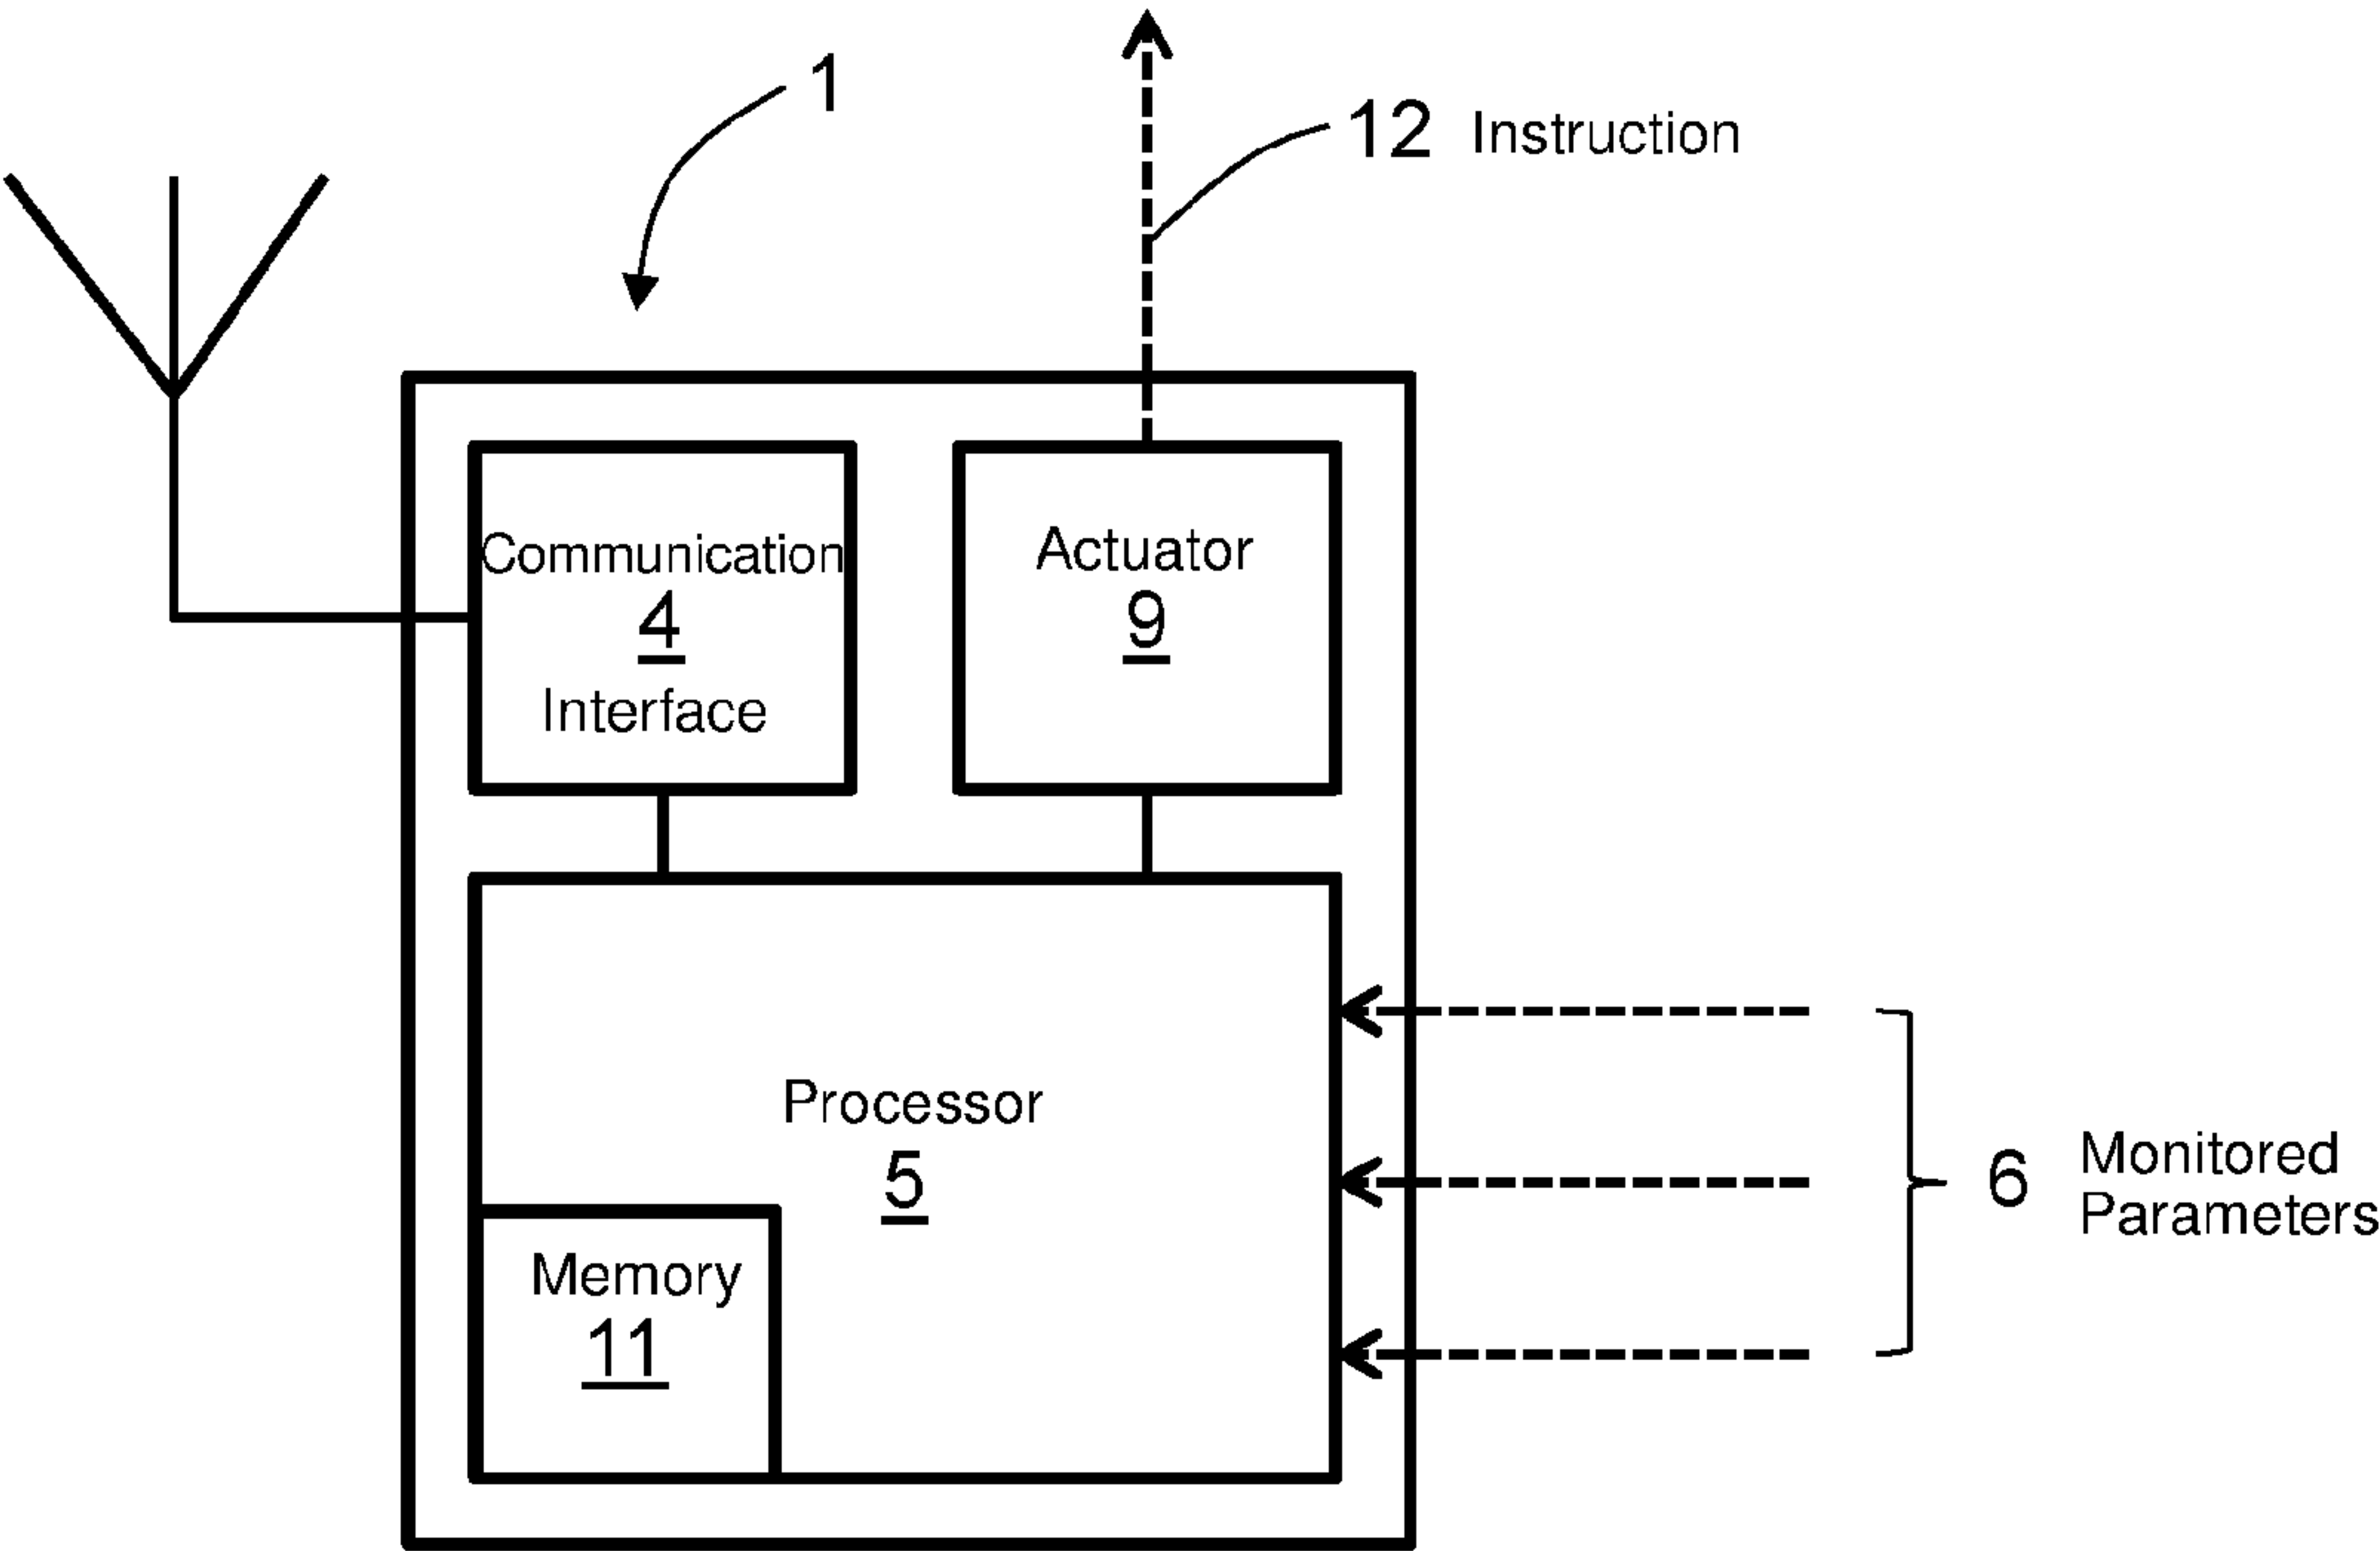 1
12 Instruction
Communication
4
Interface
Actuator
9
Processor
5
Memory
11
6
Monitored
Parameters